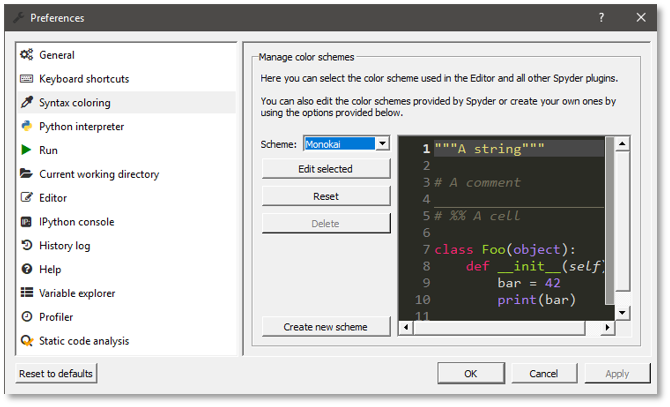 Preferences
?
General
Keyboard shortcuts
Syntax coloring
Python interpreter
Run
Current working directory
Editor
IPython console
History log
Help
Variable explorer
Profiler
Static code analysis
Manage color schemes
Here you can select the color scheme used in the Editor and all other Spyder plugins.
You can also edit the color schemes provided by Spyder or create your own ones by
using the options provided below.
Scheme: Monokai
Edit selected
Reset
Delete
Create new scheme
1 """A string"""
2
3 # A comment
4
5 # %% A cell
6
7 class Foo(object):
8 def __init__(self)
9 bar = 42
10 print(bar)
11
Reset to defaults
OK
Cancel
Apply